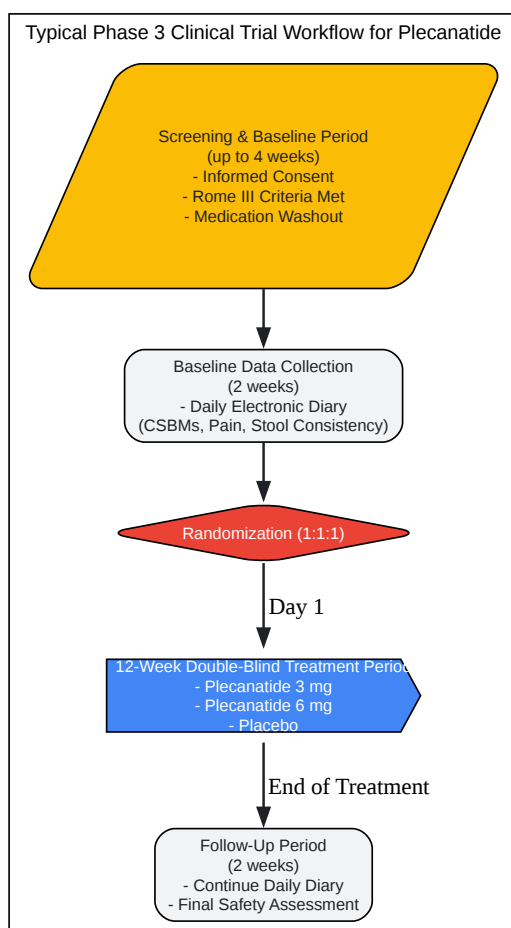 Typical Phase 3 Clinical Trial Workflow for Plecanatide
Screening & Baseline Period
(up to 4 weeks)
- Informed Consent
- Rome III Criteria Met
- Medication Washout
Baseline Data Collection
(2 weeks)
- Daily Electronic Diary
(CSBMs, Pain, Stool Consistency)
Randomization (1:1:1)
Day 1
12-Week Double-Blind Treatment Period
- Plecanatide 3 mg
- Plecanatide 6 mg
- Placebo
End of Treatment
Follow-Up Period
(2 weeks)
- Continue Daily Diary
- Final Safety Assessment